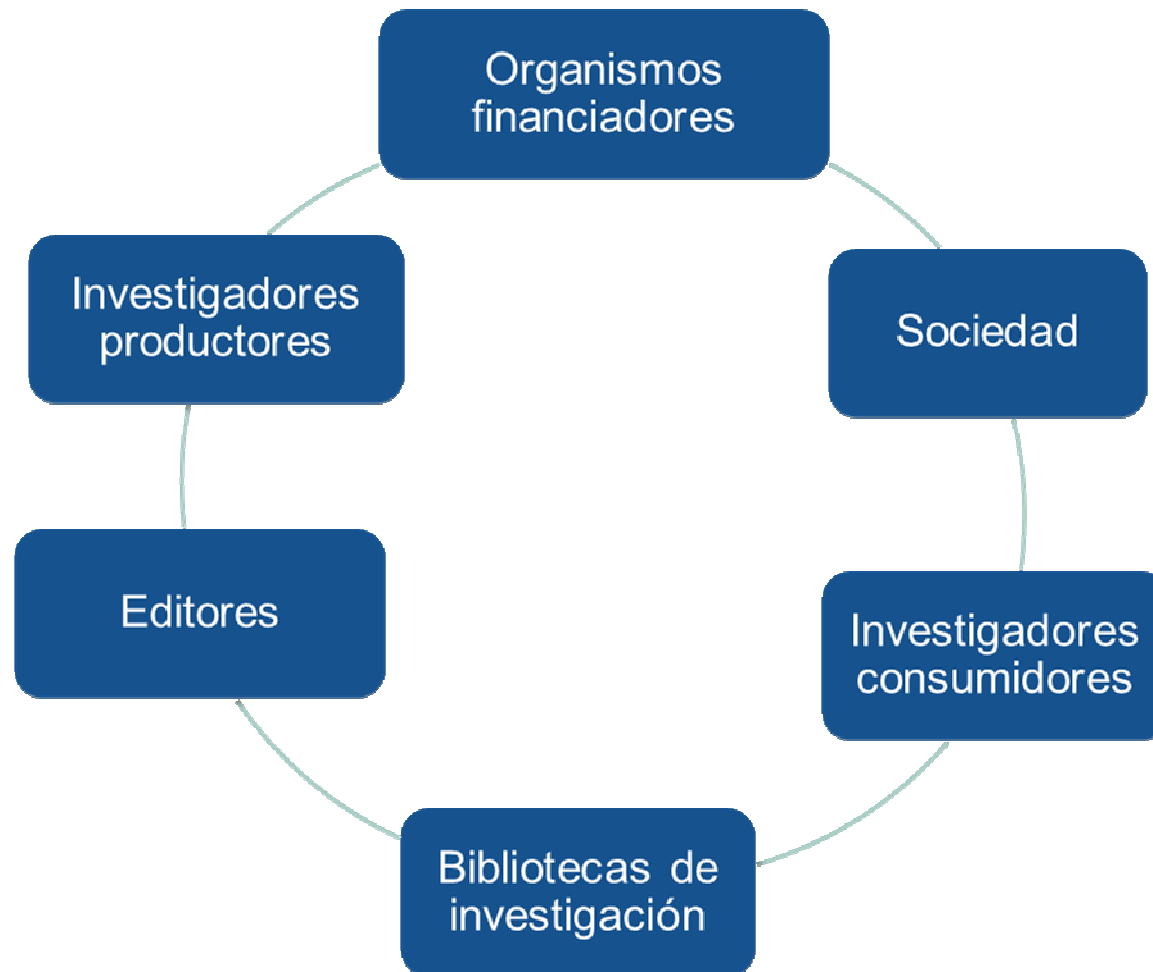 Organismos
financiadores
Investigadores
productores
Sociedad
Editores
Investigadores
consumidores
Bibliotecas de
investigación